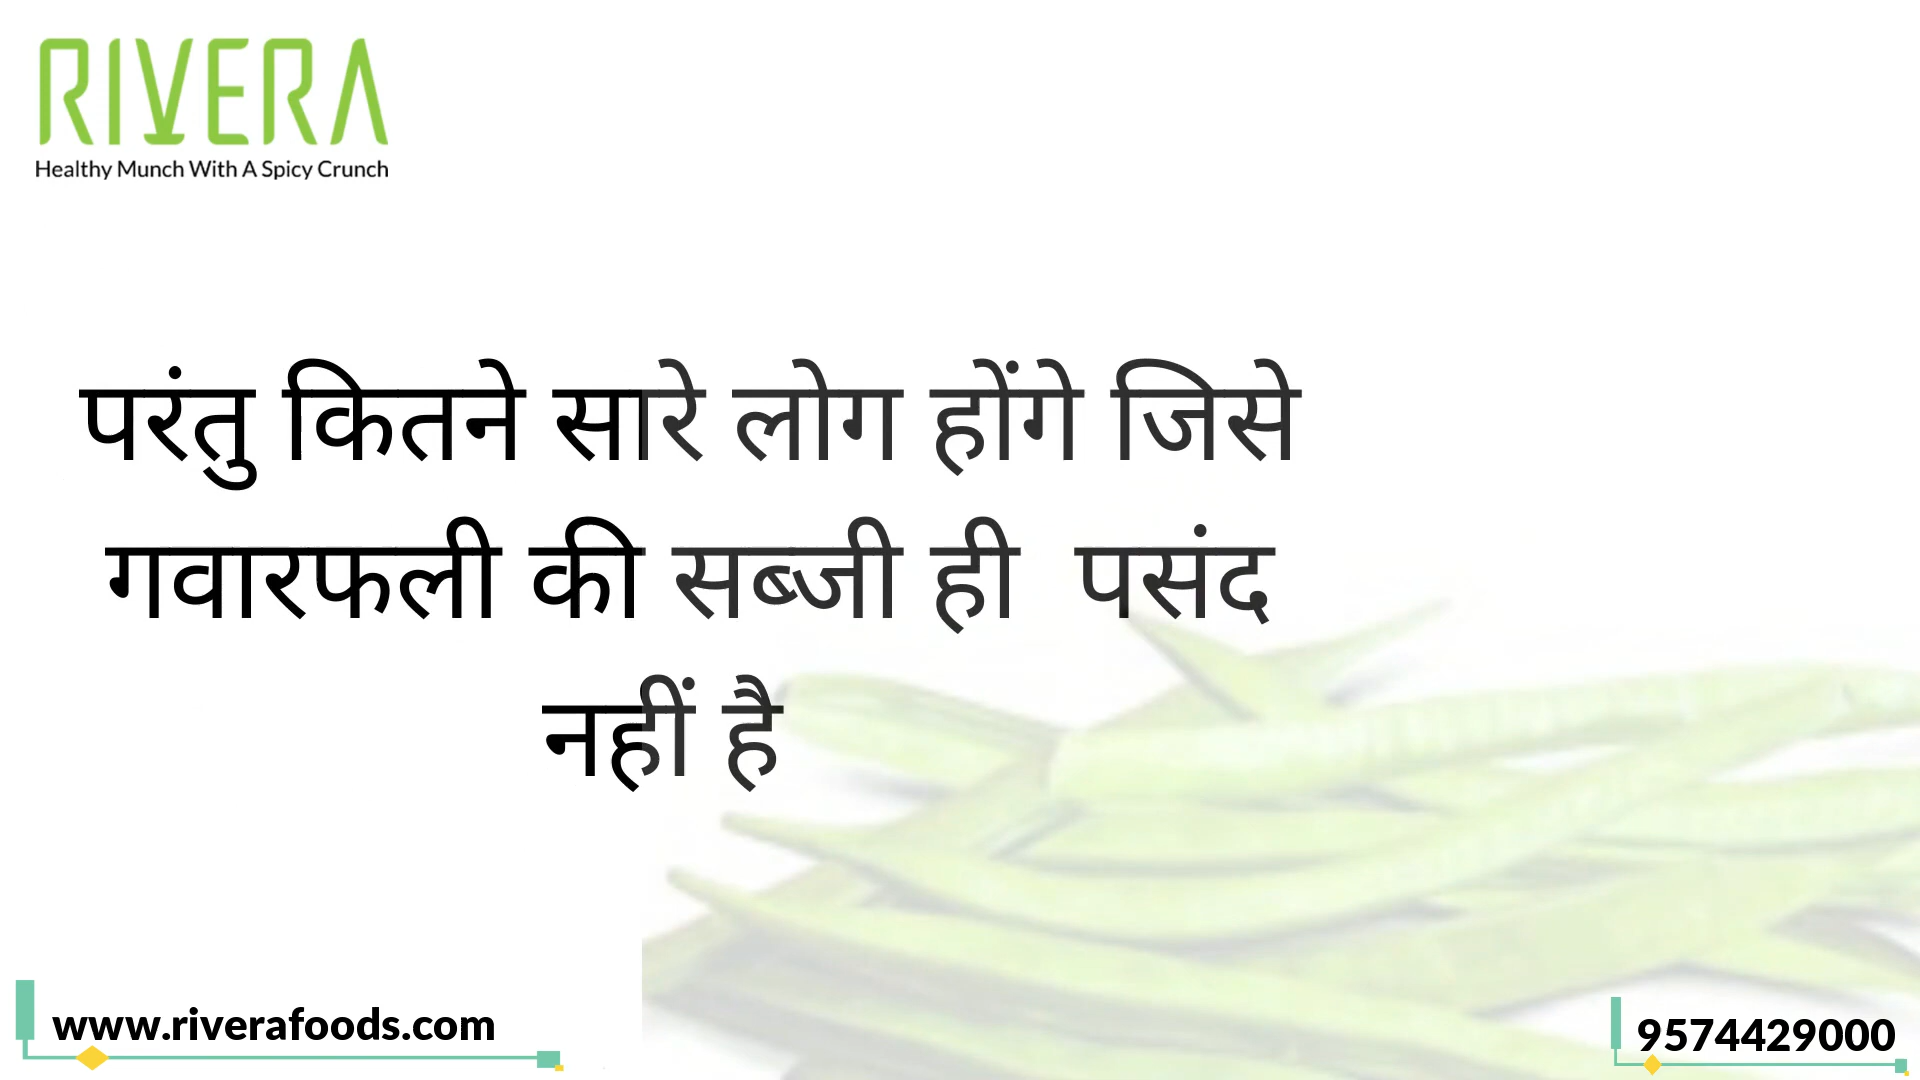 RIVERA
Healthy Munch With A Spicy Crunch
परंतु कितने सारे लोग होंगे जिसे
गवारफली की सब्जी ही पसंद
नहीं है
www.riverafoods.com
9574429000